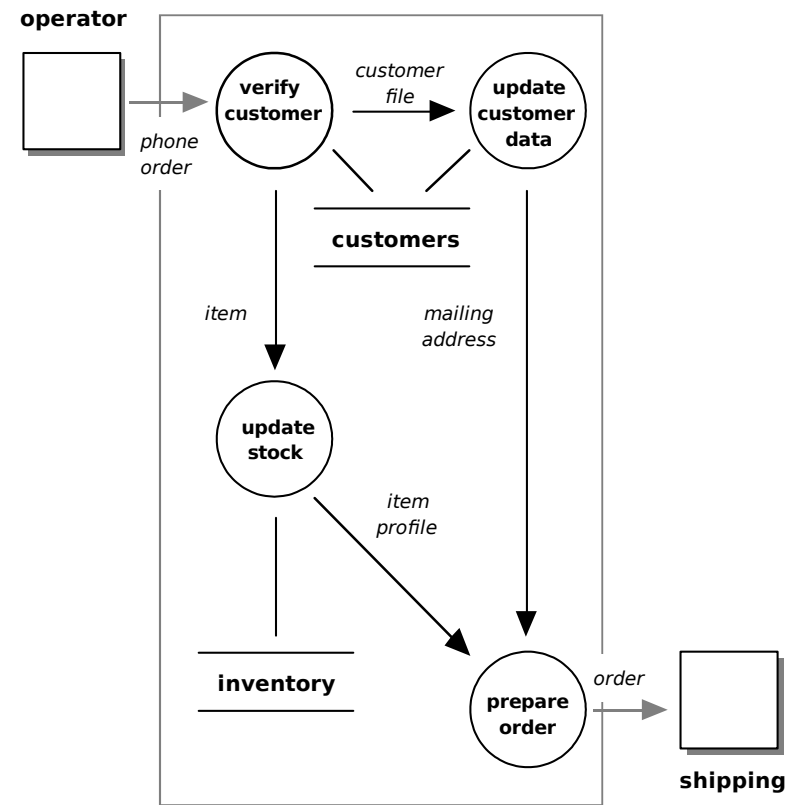 operator
verify
customer
customer
file
update
customer
data
phone
order
customers
item
mailing
address
update
stock
item
profile
inventory
prepare
order
order
shipping